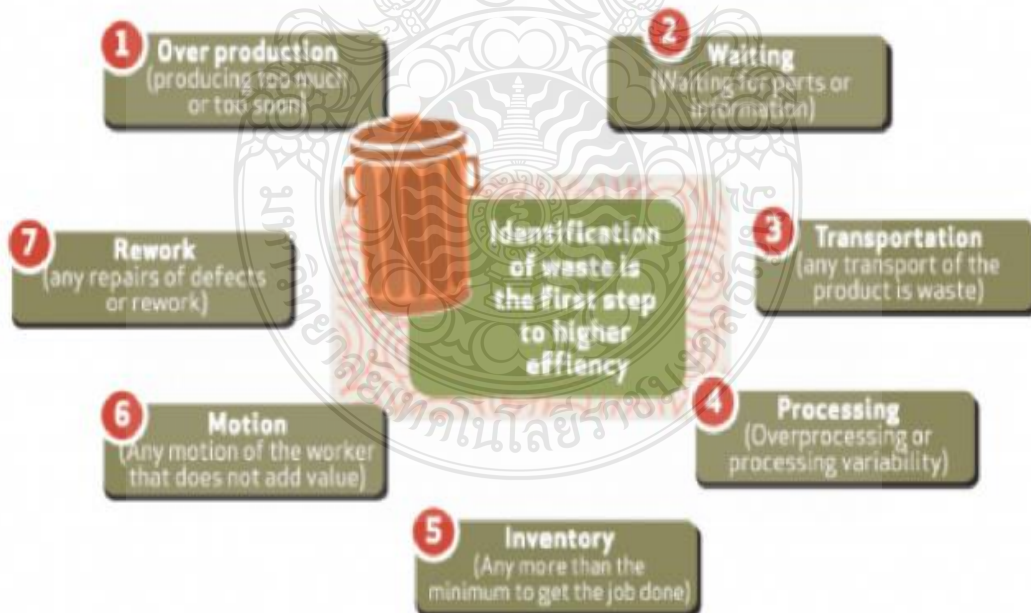 1
Over production
(producing too much
or too soon)
2
Waiting
(Waiting for parts or
information)
3
Transportation
(any transport of the
product is waste)
4
Processing
(Overprocessing or
processing variability)
5
Inventory
(Any more than the
minimum to get the job done)
6
Motion
(Any motion of the worker
that does not add value)
7
Rework
(any repairs of defects
or rework)
Identification
of waste is
the first step
to higher
effiency